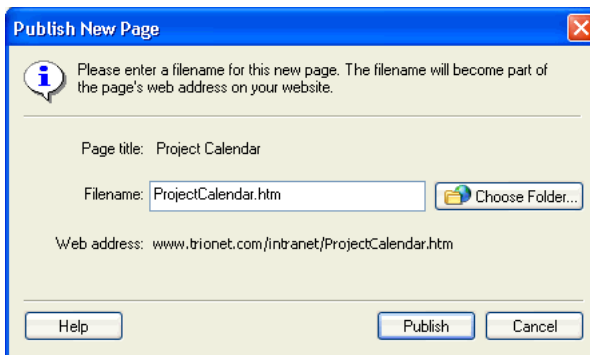 Publish New Page
Please enter a filename for this new page. The filename will become part of
the page's web address on your website.
Page title: Project Calendar
Filename: ProjectCalendar.htm Choose Folder...
Web address: www.trionet.com/intranet/ProjectCalendar.htm
Help Publish Cancel